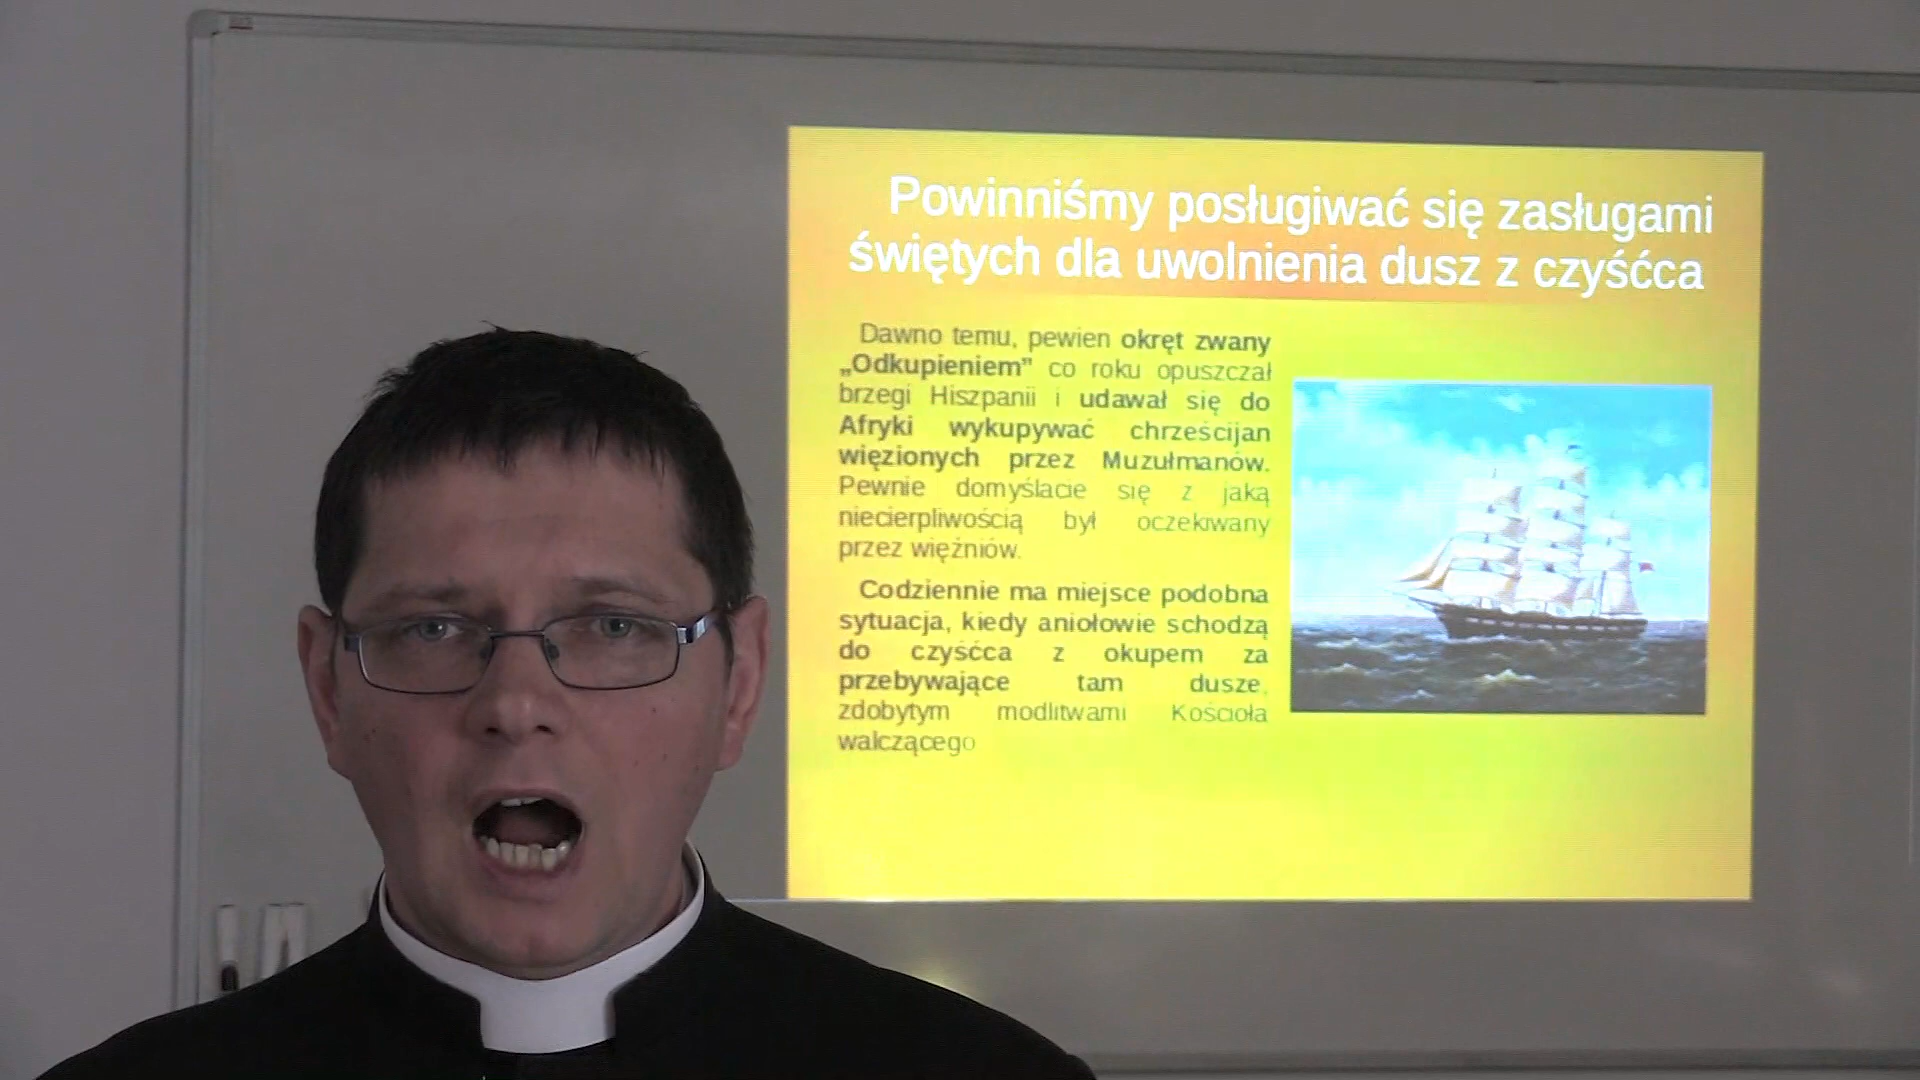 Powinniśmy posługiwać się zasługami
świętych dla uwolnienia dusz z czyśćca
Dawno temu, pewien okręt zwany
„Odkupieniem” co roku opuszczał
brzegi Hiszpanii i udawał się do
Afryki wykupywać chrześcijan
więzionych przez Muzułmanów.
Pewnie domyślacie się z jaką
niecierpliwością był oczekiwany
przez więźniów.
Codziennie ma miejsce podobna
sytuacja, kiedy aniołowie schodzą
do czyśćca z okupem za
przebywające tam dusze,
zdobytym modlitwami Kościoła
walczącego